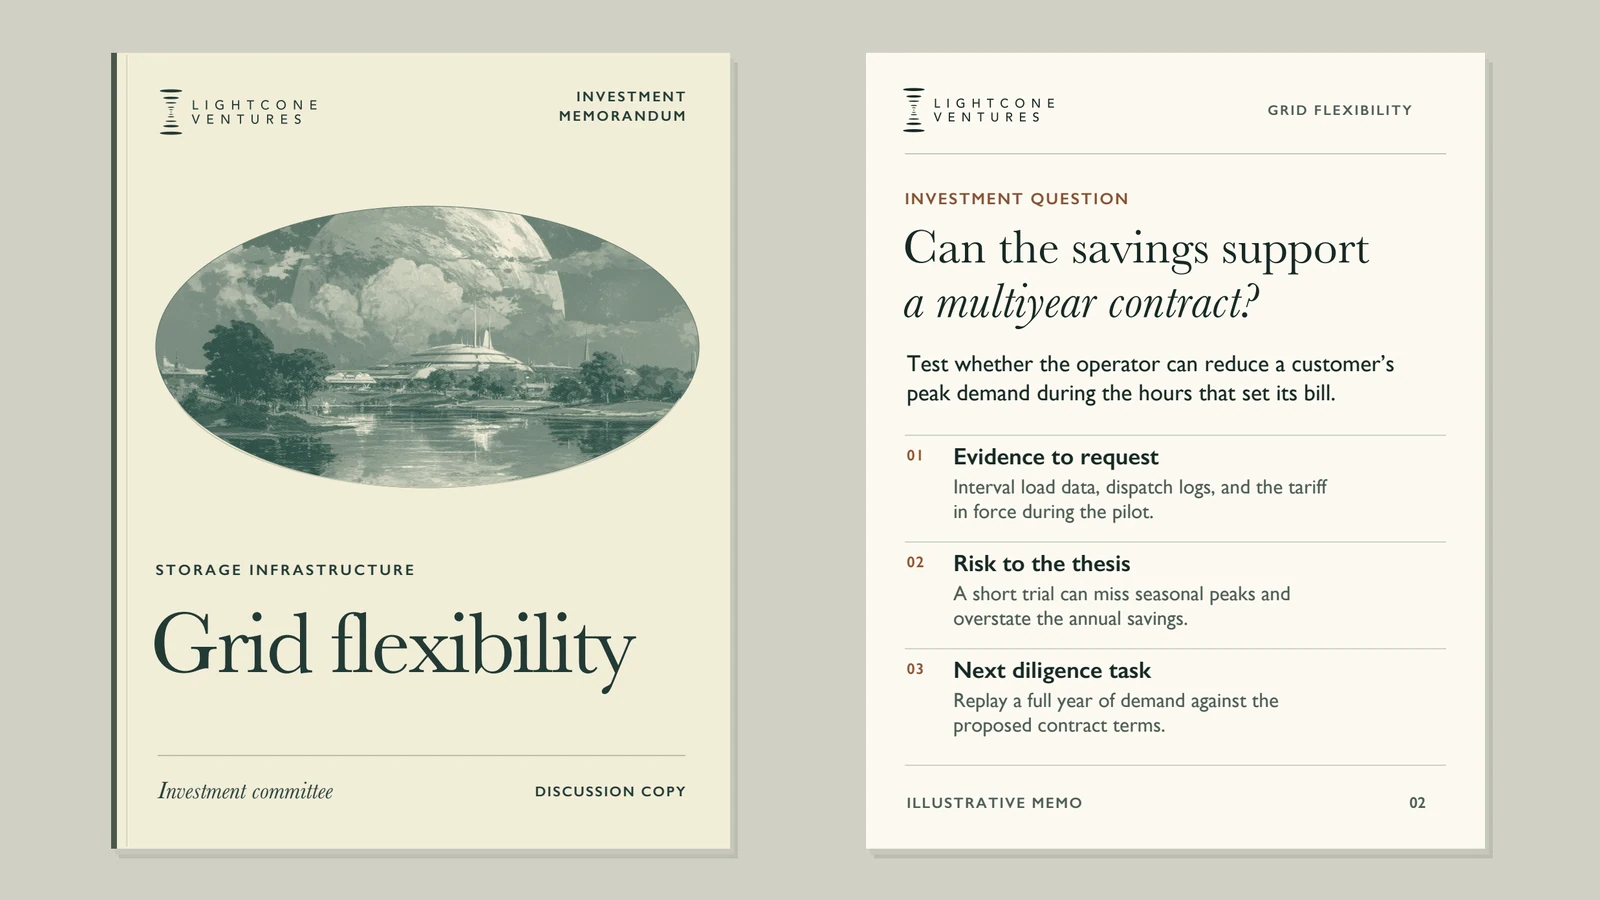 LIGHTCONE
VENTURES
INVESTMENT
MEMORANDUM
STORAGE INFRASTRUCTURE
Grid flexibility
Investment committee
DISCUSSION COPY
LIGHTCONE
VENTURES
GRID FLEXIBILITY
INVESTMENT QUESTION
Can the savings support
a multiyear contract?
Test whether the operator can reduce a customer’s
peak demand during the hours that set its bill.
01
Evidence to request
Interval load data, dispatch logs, and the tariff
in force during the pilot.
02
Risk to the thesis
A short trial can miss seasonal peaks and
overstate the annual savings.
03
Next diligence task
Replay a full year of demand against the
proposed contract terms.
ILLUSTRATIVE MEMO
02